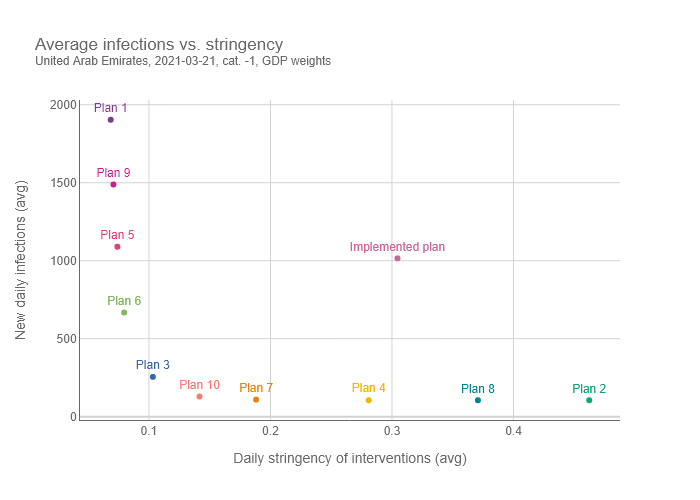 Average infections vs. stringency
United Arab Emirates, 2021-03-21, cat. -1, GDP weights
2000
Plan 1
Plan 9
1500
Plan 5
Implemented plan
1000
Plan 6
500
Plan 3
Plan 10
Plan 7
Plan 4
Plan 8
Plan 2
0
0.1
0.2
0.3
0.4
New daily infections (avg)
Daily stringency of interventions (avg)